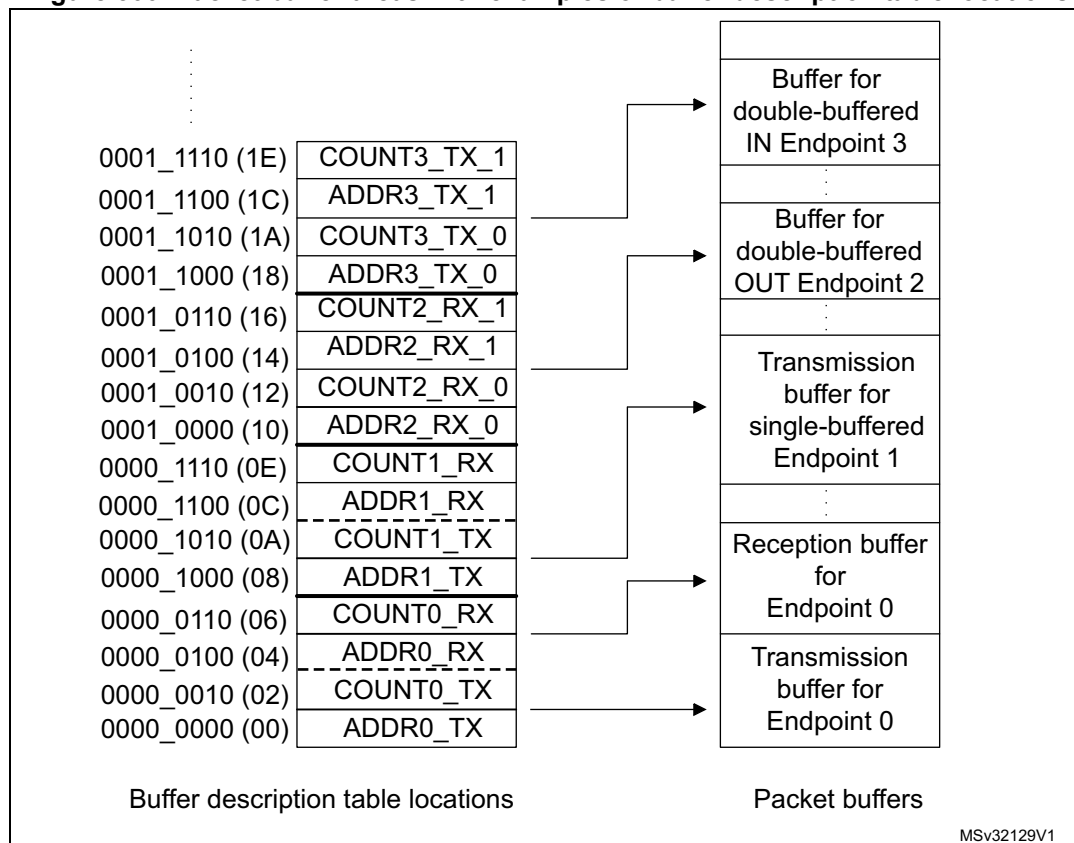 0001_1110 (1E) COUNT3_TX_1
0001_1100 (1C) ADDR3_TX_1
0001_1010 (1A) COUNT3_TX_0
0001_1000 (18) ADDR3_TX_0
0001_0110 (16) COUNT2_RX_1
0001_0100 (14) ADDR2_RX_1
0001_0010 (12) COUNT2_RX_0
0001_0000 (10) ADDR2_RX_0
0000_1110 (0E) COUNT1_RX
0000_1100 (0C) ADDR1_RX
0000_1010 (0A) COUNT1_TX
0000_1000 (08) ADDR1_TX
0000_0110 (06) COUNT0_RX
0000_0100 (04) ADDR0_RX
0000_0010 (02) COUNT0_TX
0000_0000 (00) ADDR0_TX
Buffer description table locations
Buffer for
double-buffered
IN Endpoint 3
Buffer for
double-buffered
OUT Endpoint 2
Transmission
buffer for
single-buffered
Endpoint 1
Reception buffer
for
Endpoint 0
Transmission
buffer for
Endpoint 0
Packet buffers
MSv32129V1